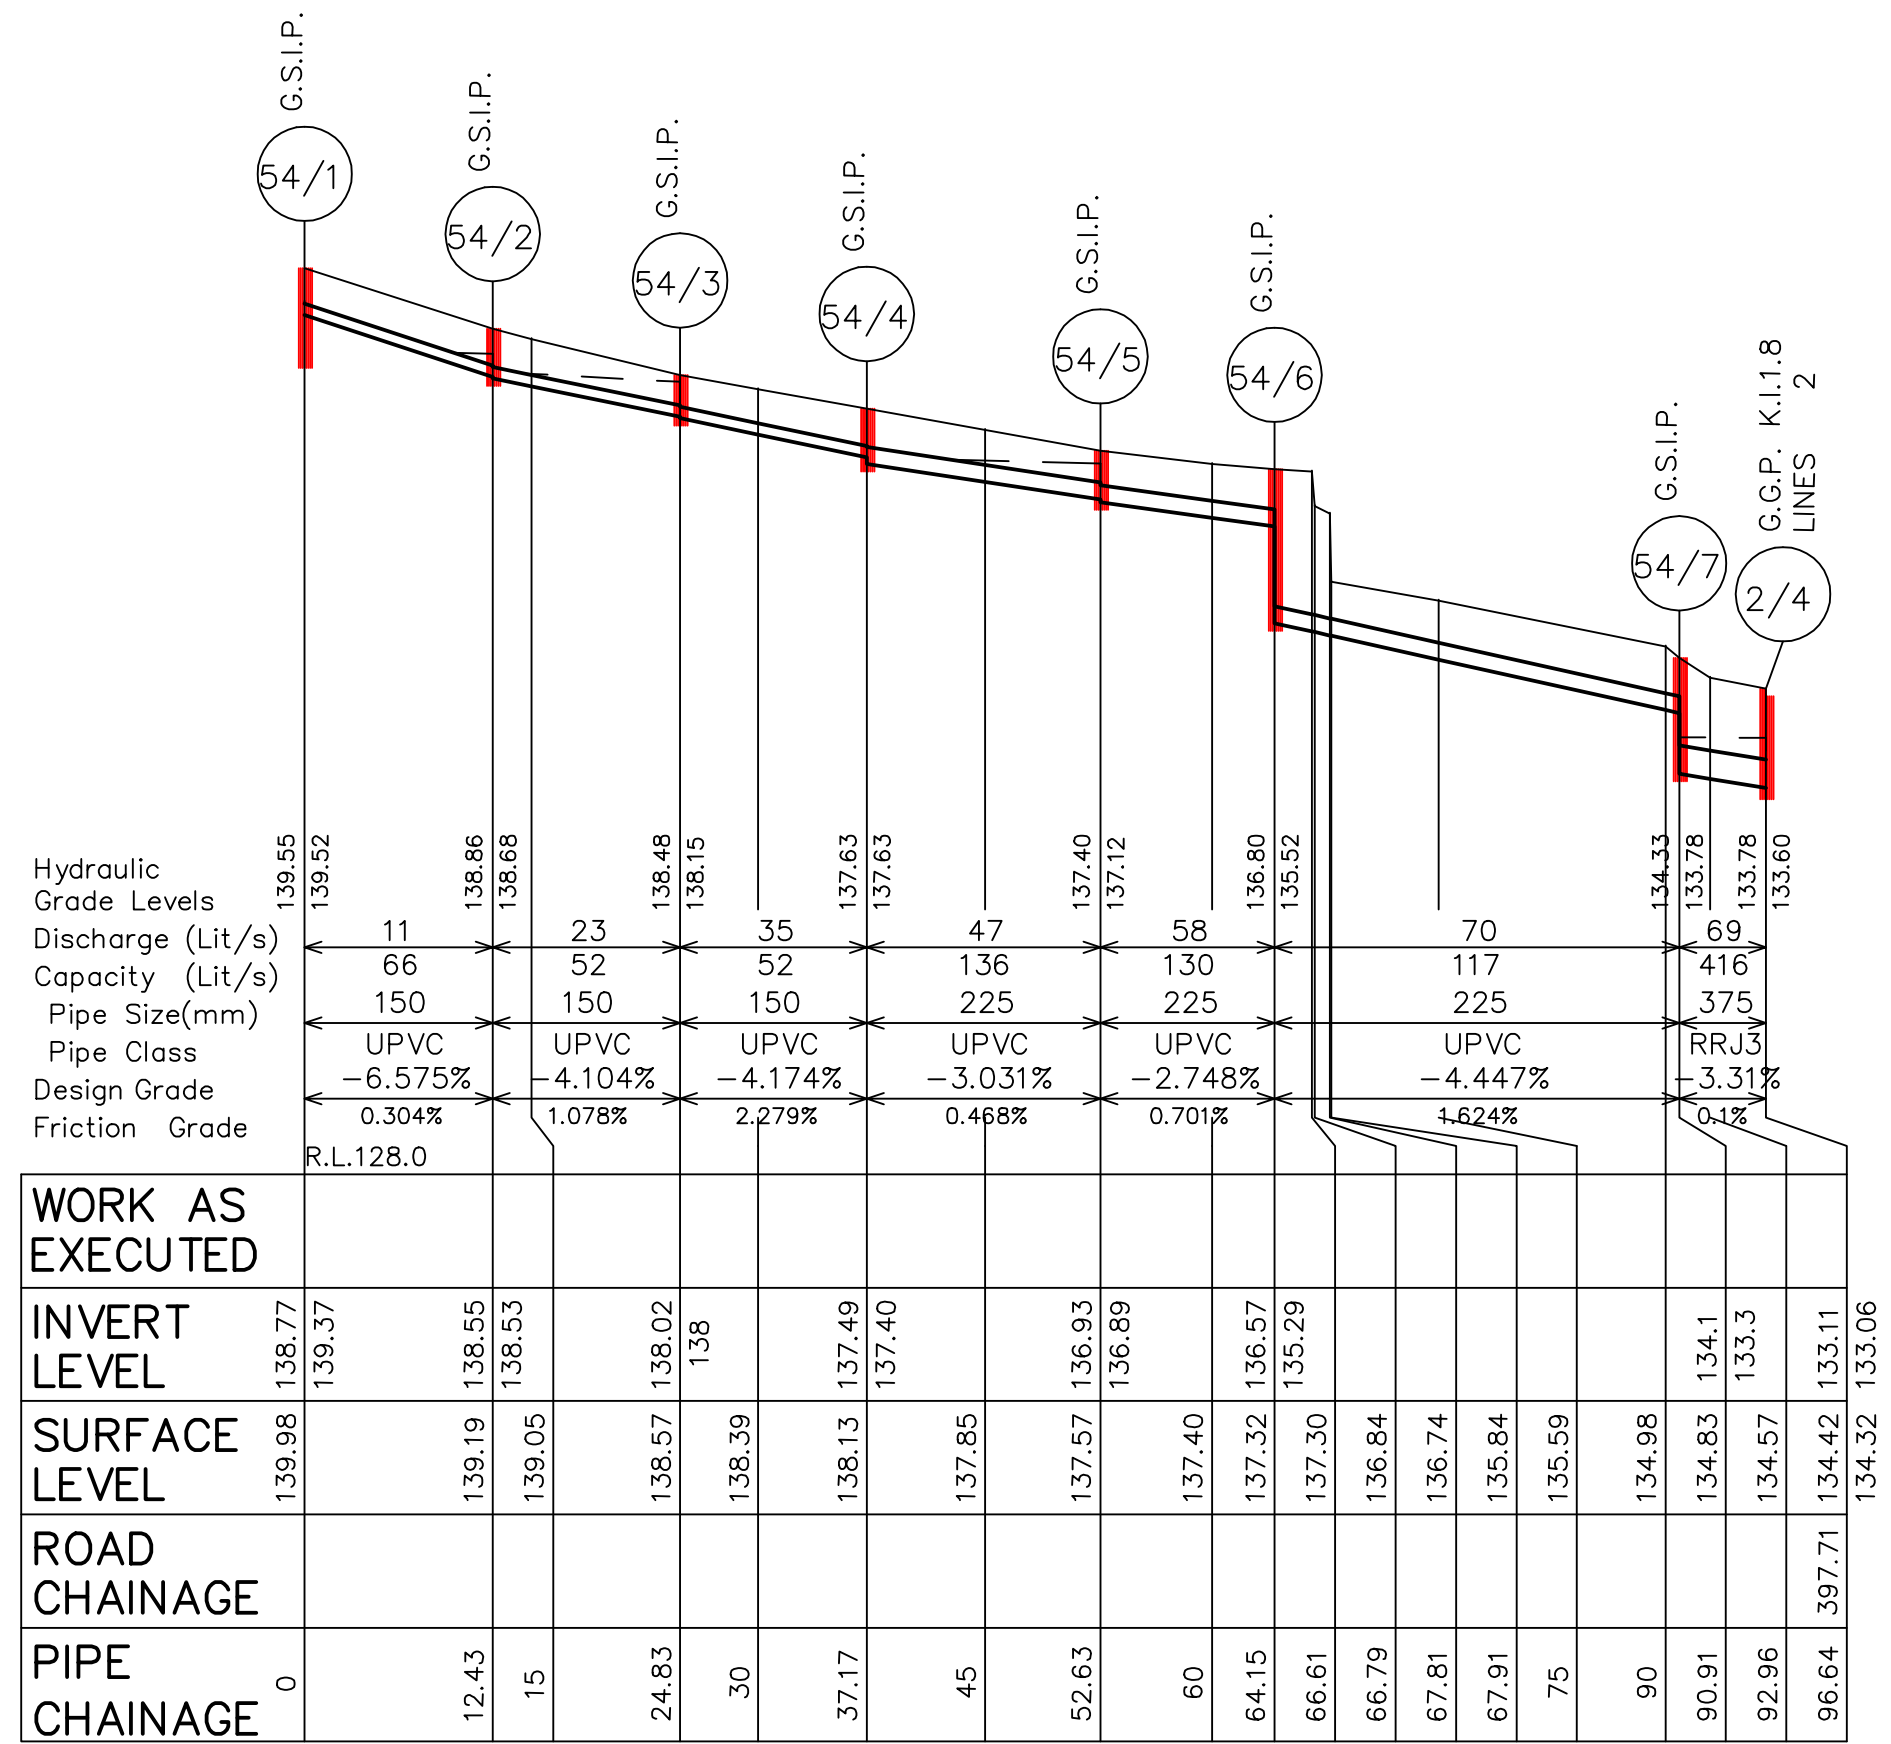 G.S.I.P.
54/1
G.S.I.P.
54/2
G.S.I.P.
54/3
G.S.I.P.
54/4
G.S.I.P.
54/5
G.S.I.P.
54/6
G.S.I.P.
54/7
G.G.P. K.I.1.8
LINES 2
2/4
Hydraulic
Grade Levels
139.55 139.52 138.86 138.68 138.48 138.15 137.63 137.63 137.40 137.12 136.80 135.52 134.33 133.78 133.78 133.60
Discharge (Lit/s) 11 23 35 47 58 70 69
Capacity (Lit/s) 66 52 52 136 130 117 416
Pipe Size(mm) 150 150 150 225 225 225 375
Pipe Class UPVC UPVC UPVC UPVC UPVC UPVC RRJ3
Design Grade -6.575% -4.104% -4.174% -3.031% -2.748% -4.447% -3.31%
Friction Grade 0.304% 1.078% 2.279% 0.468% 0.701% 1.624% 0.1%
R.L.128.0
WORK AS
EXECUTED
INVERT
LEVEL
138.77 139.37 138.55 138.53 138.02 138 137.49 137.40 136.93 136.89 136.57 135.29 134.1 133.3 133.11 133.06
SURFACE
LEVEL
139.98 139.19 139.05 138.57 138.39 138.13 137.85 137.57 137.40 137.32 137.30 136.84 136.74 135.84 135.59 134.98 134.83 134.57 134.42 134.32
ROAD
CHAINAGE
397.71
PIPE
CHAINAGE
0 12.43 15 24.83 30 37.17 45 52.63 60 64.15 66.61 66.79 67.81 67.91 75 90 90.91 92.96 96.64